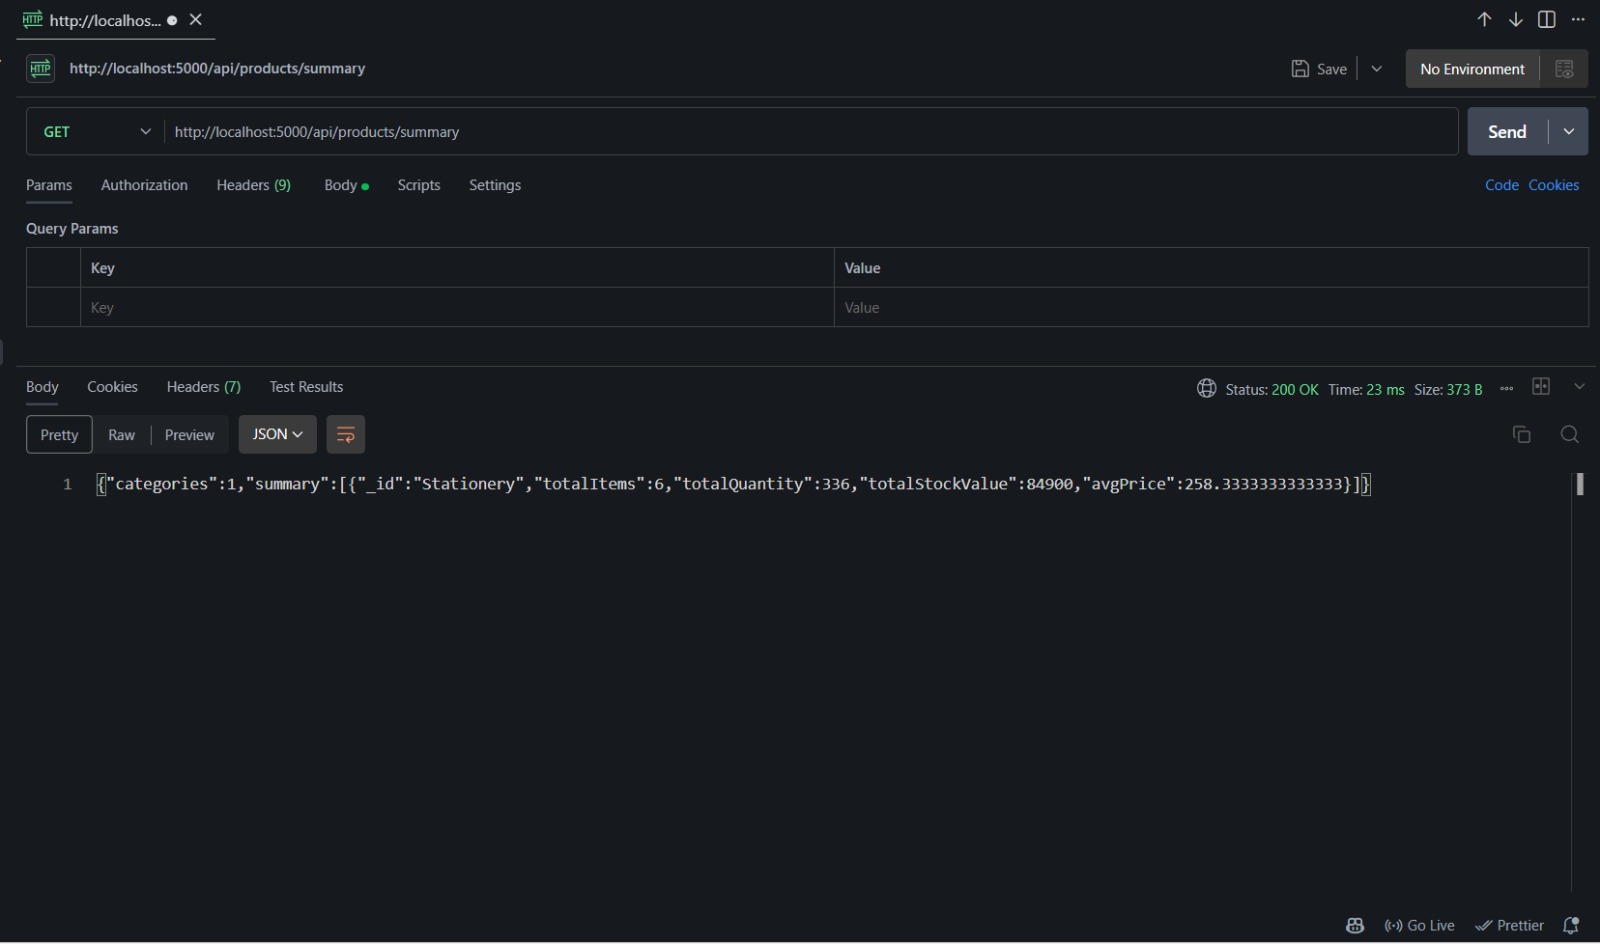 HTTP http://localhos...
HTTP http://localhost:5000/api/products/summary
Save
No Environment
GET http://localhost:5000/api/products/summary
Send
Params Authorization Headers (9) Body Scripts Settings
Code Cookies
Query Params
Key Value
Key Value
Body Cookies Headers (7) Test Results
Status: 200 OK Time: 23 ms Size: 373 B
Pretty Raw Preview JSON
1 {"categories":1,"summary":[{"_id":"Stationery","totalItems":6,"totalQuantity":336,"totalStockValue":84900,"avgPrice":258.3333333333333}]}
Go Live Prettier